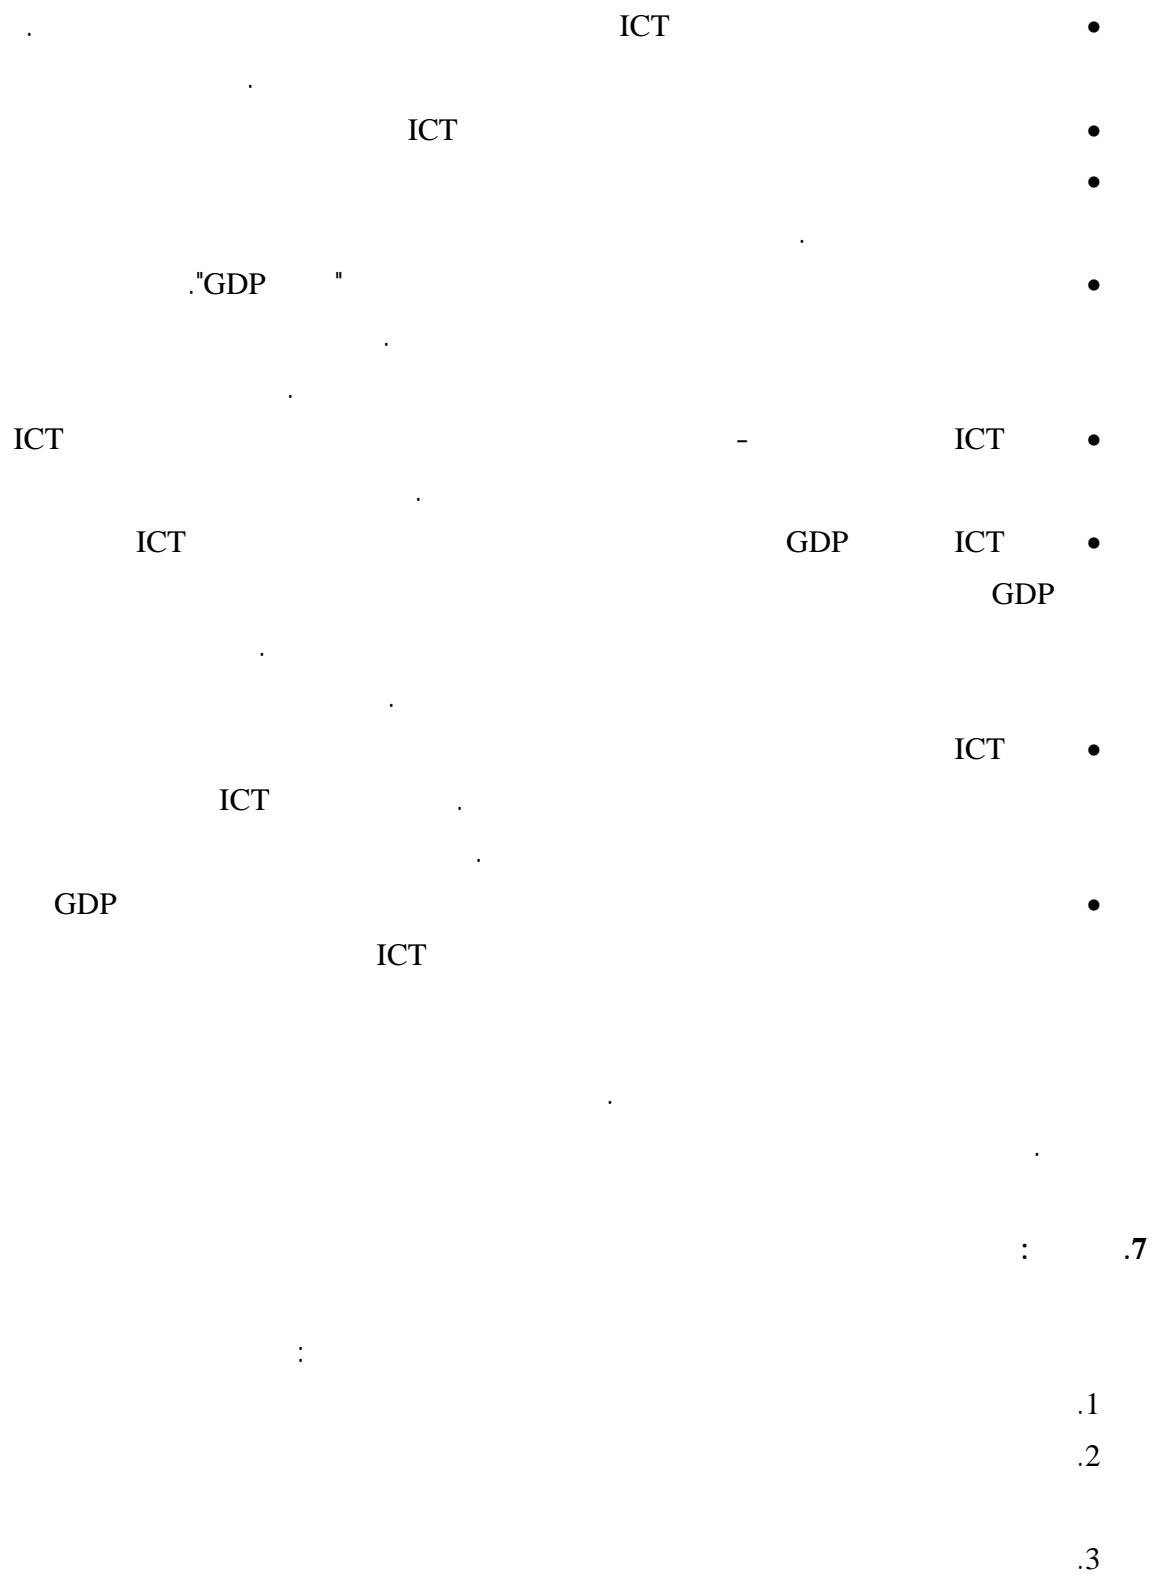 • ICT .
.
• ICT
•
.
• " GDP".
.
.
• ICT – ICT
.
• ICT GDP ICT
GDP
.
.
• ICT
. ICT
.
• GDP
ICT
.
.
7. :
:
1.
2.
3.